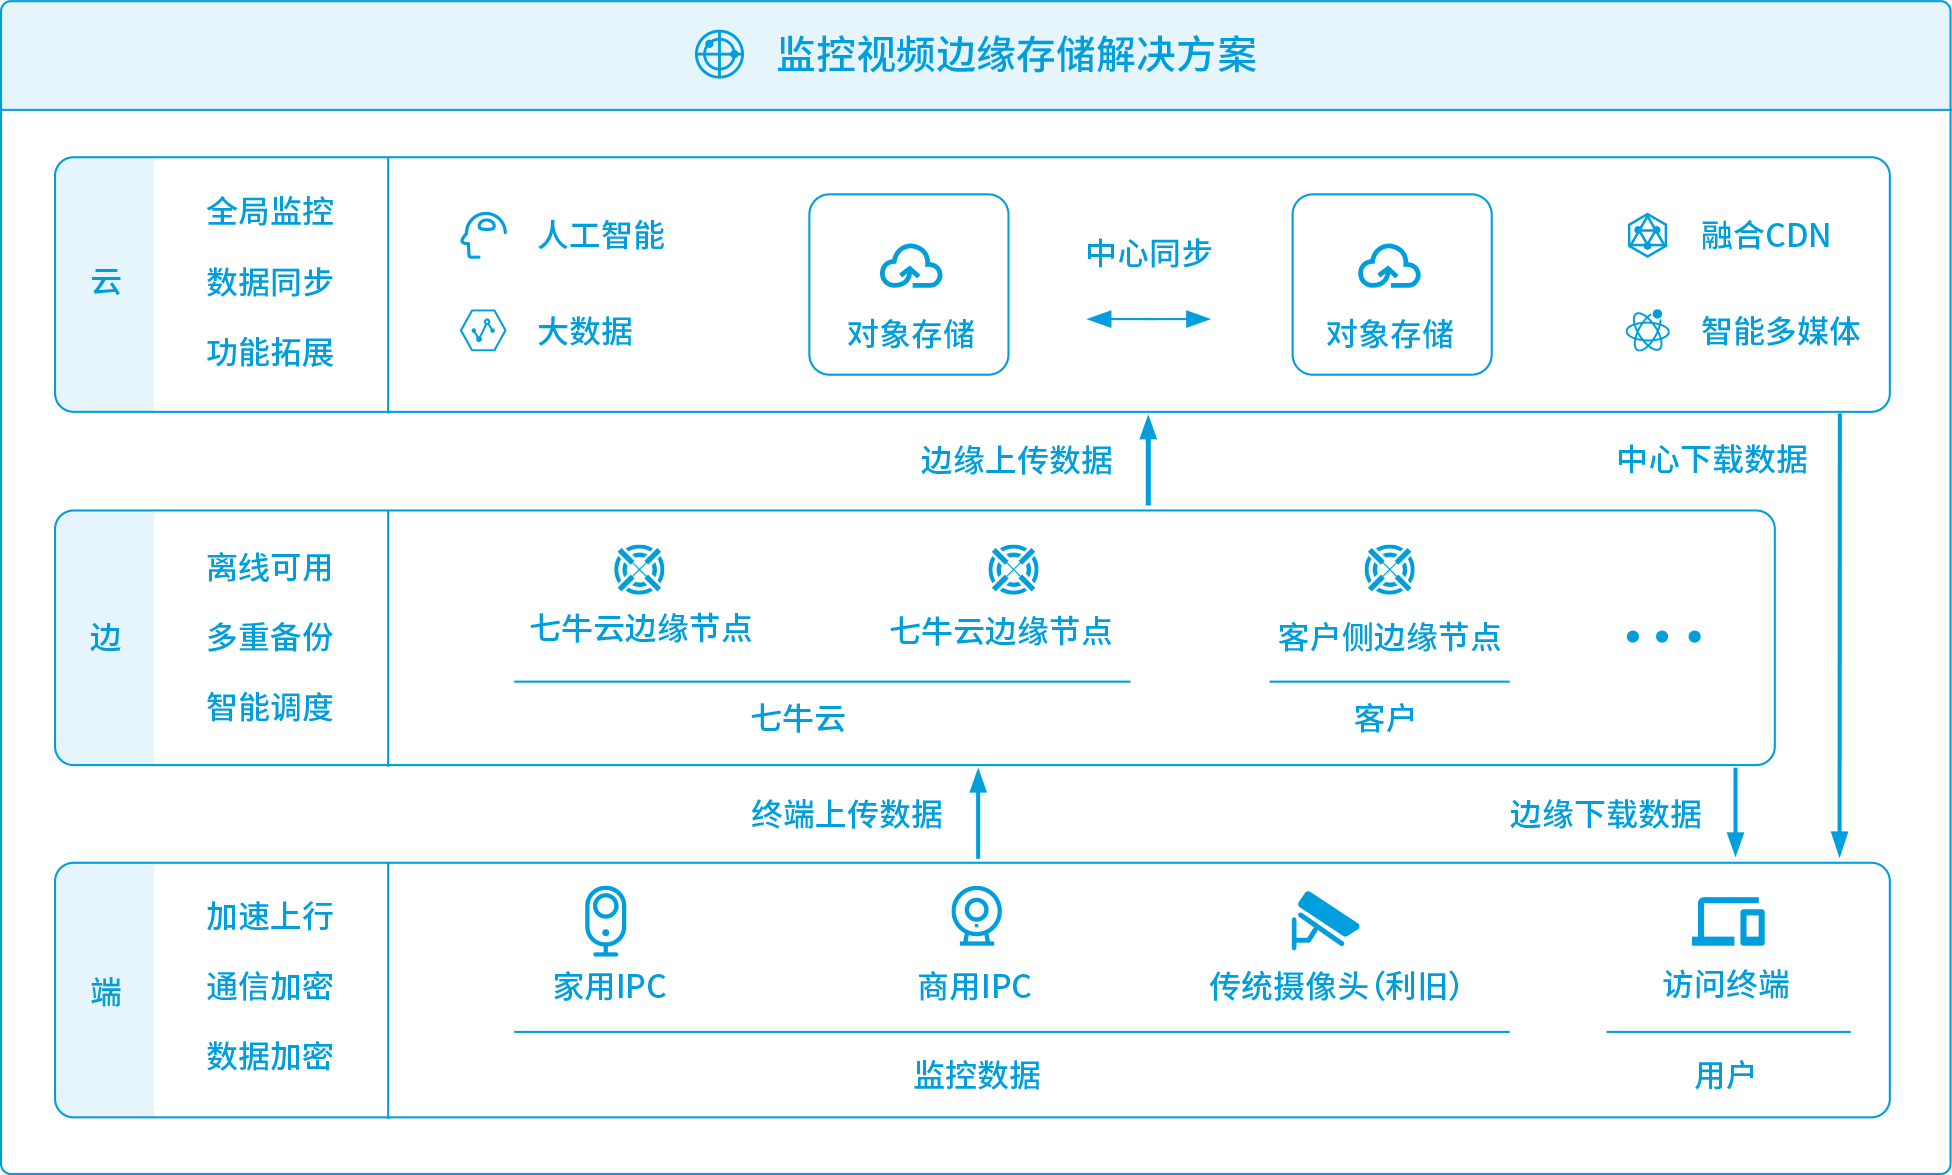 监控视频边缘存储解决方案
云
全局监控
数据同步
功能拓展
人工智能
大数据
对象存储
中心同步
对象存储
融合CDN
智能多媒体
边缘上传数据
中心下载数据
边
离线可用
多重备份
智能调度
七牛云边缘节点
七牛云边缘节点
客户侧边缘节点
七牛云
客户
终端上传数据
边缘下载数据
端
加速上行
通信加密
数据加密
家用IPC
商用IPC
传统摄像头(利旧)
访问终端
监控数据
用户